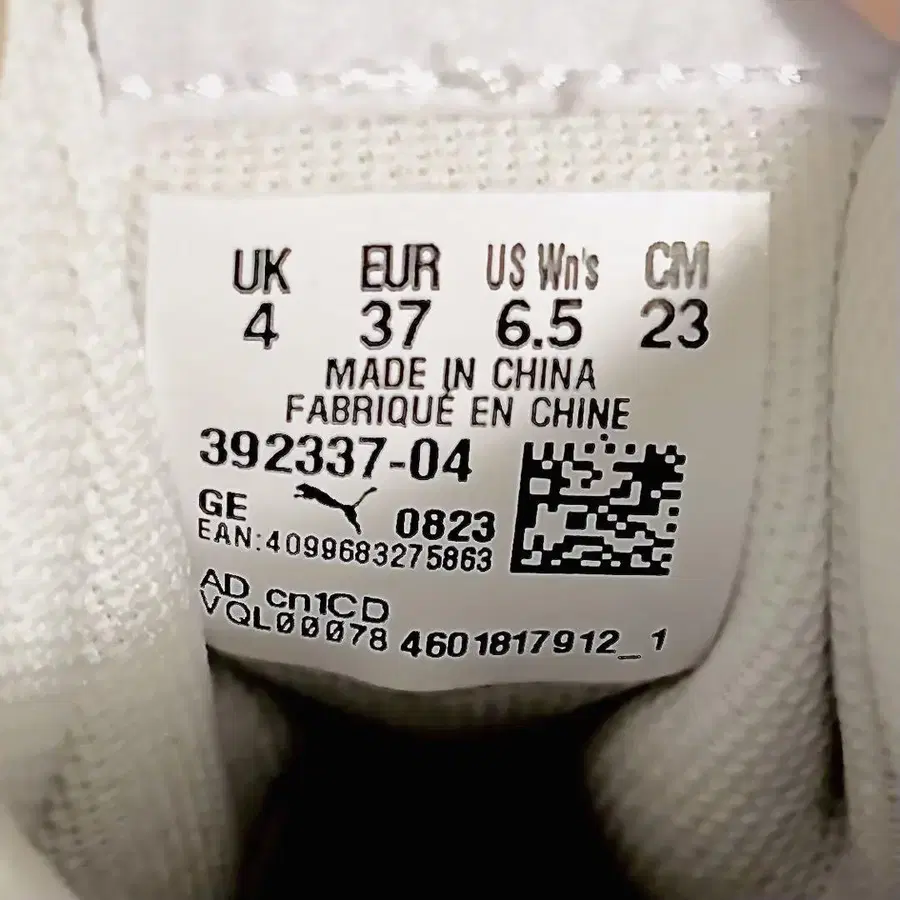 UK EUR US Wn's CM
4 37 6.5 23
MADE IN CHINA
FABRIQUÉ EN CHINE
392337-04
GE 0823
EAN:4099683275863
AD cn1CD
VQL00078 4601817912_1